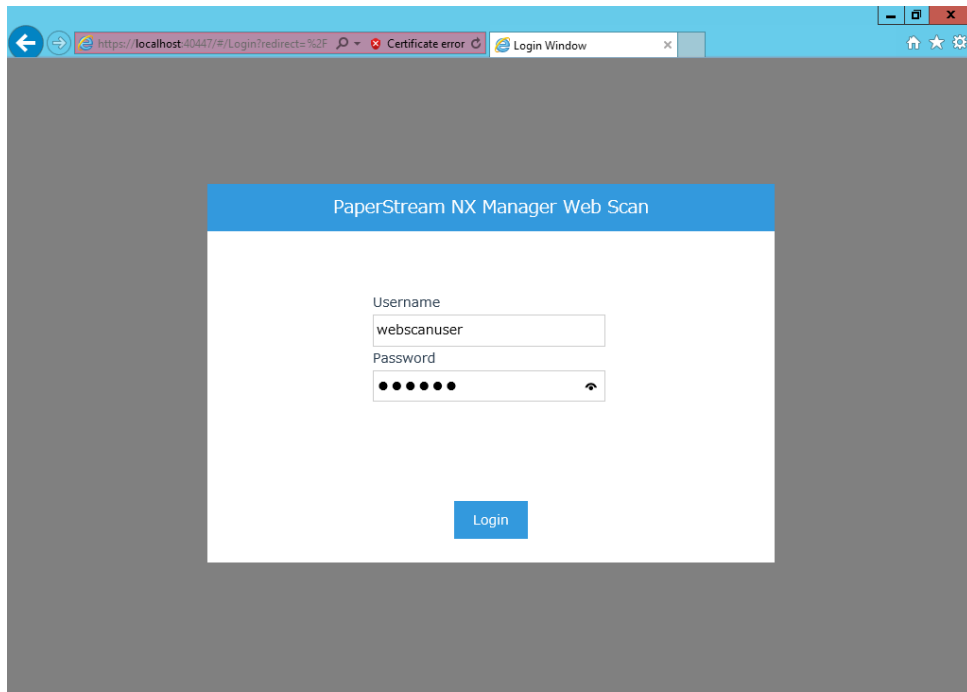 https://localhost:40447/#/Login?redirect=%2F
Certificate error
Login Window
PaperStream NX Manager Web Scan
Username
webscanuser
Password
Login